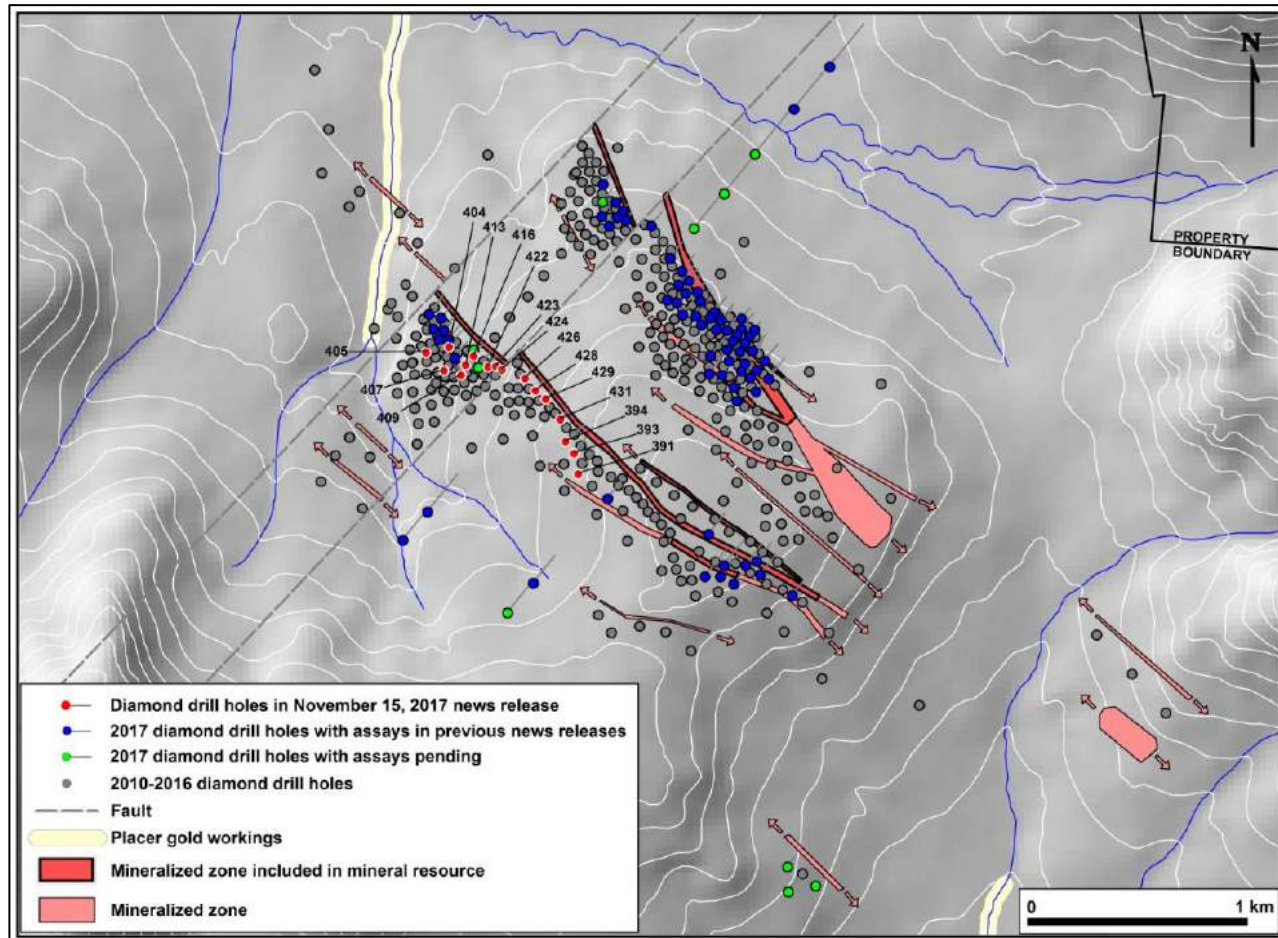 N
PROPERTY
BOUNDARY
404
413
416
422
423
424
426
428
429
431
394
393
391
405
407
409
Diamond drill holes in November 15, 2017 news release
2017 diamond drill holes with assays in previous news releases
2017 diamond drill holes with assays pending
2010-2016 diamond drill holes
Fault
Placer gold workings
Mineralized zone included in mineral resource
Mineralized zone
0 1 km